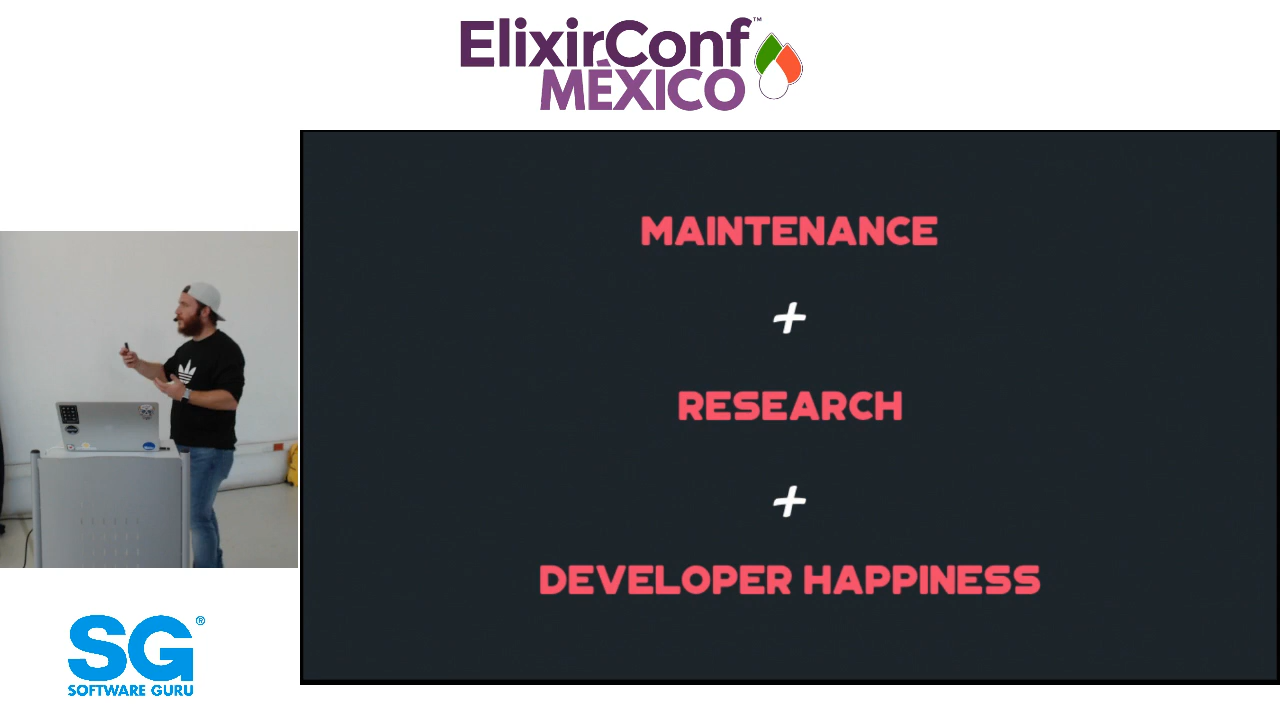 ElixirConf™
MÉXICO
MAINTENANCE
+
RESEARCH
+
DEVELOPER HAPPINESS
SG®
SOFTWARE GURU